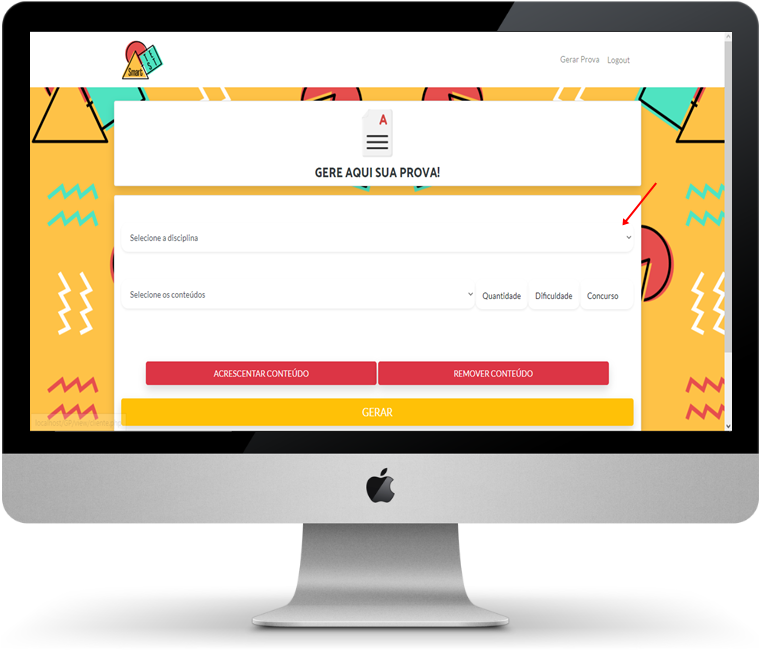 Smart
Gerar Prova Logout
A
GERE AQUI SUA PROVA!
Selecione a disciplina
Selecione os conteúdos
Quantidade Dificuldade Concurso
ACRESCENTAR CONTEÚDO REMOVER CONTEÚDO
GERAR